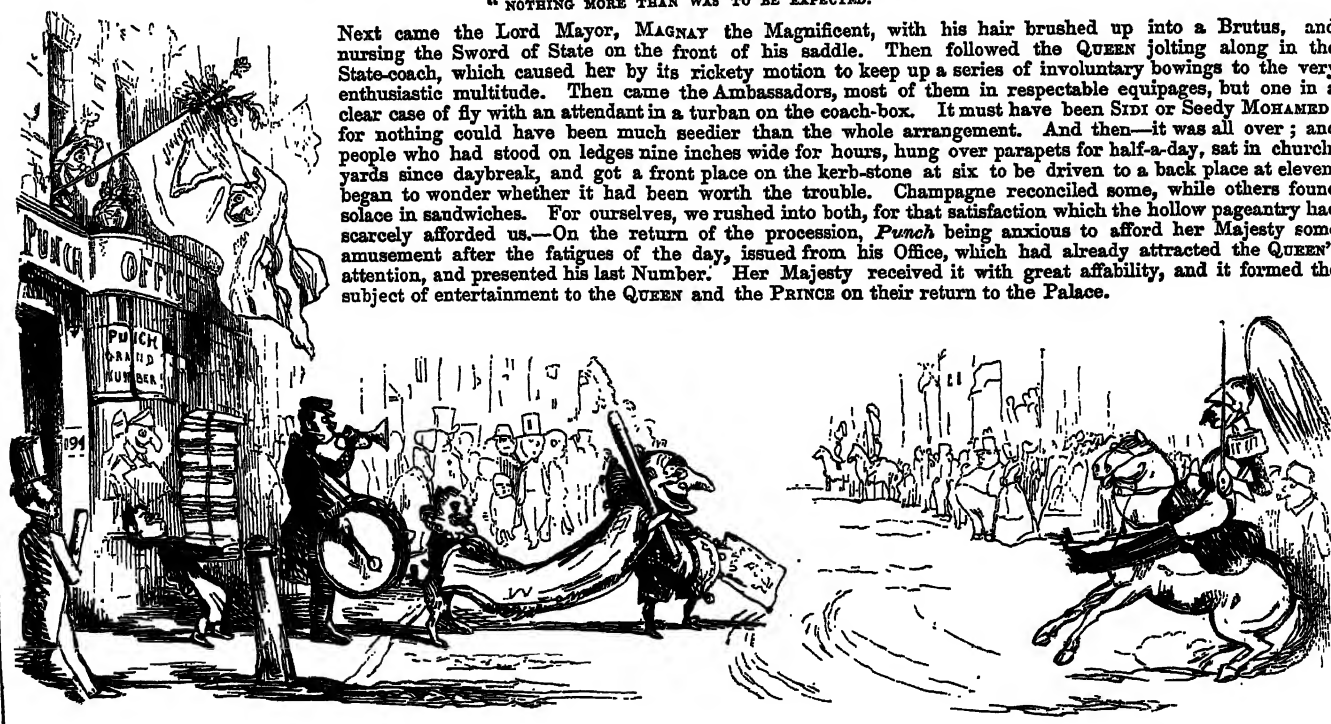 "NOTHING MORE THAN WAS TO BE EXPECTED."
Next came the Lord Mayor, MAGNAY the Magnificent, with his hair brushed up into a Brutus, and
nursing the Sword of State on the front of his saddle. Then followed the QUEEN jolting along in the
State-coach, which caused her by its rickety motion to keep up a series of involuntary bowings to the very
enthusiastic multitude. Then came the Ambassadors, most of them in respectable equipages, but one in a
clear case of fly with an attendant in a turban on the coach-box. It must have been SIDI or Seedy MOHAMED
for nothing could have been much seedier than the whole arrangement. And then—it was all over; and
people who had stood on ledges nine inches wide for hours, hung over parapets for half-a-day, sat in church
yards since daybreak, and got a front place on the kerb-stone at six to be driven to a back place at eleven
began to wonder whether it had been worth the trouble. Champagne reconciled some, while others found
solace in sandwiches. For ourselves, we rushed into both, for that satisfaction which the hollow pageantry had
scarcely afforded us.—On the return of the procession, Punch being anxious to afford her Majesty some
amusement after the fatigues of the day, issued from his Office, which had already attracted the QUEEN'
attention, and presented his last Number. Her Majesty received it with great affability, and it formed the
subject of entertainment to the QUEEN and the PRINCE on their return to the Palace.
PUNCH OFFI
PUNCH
GRAND
NUMBER
194